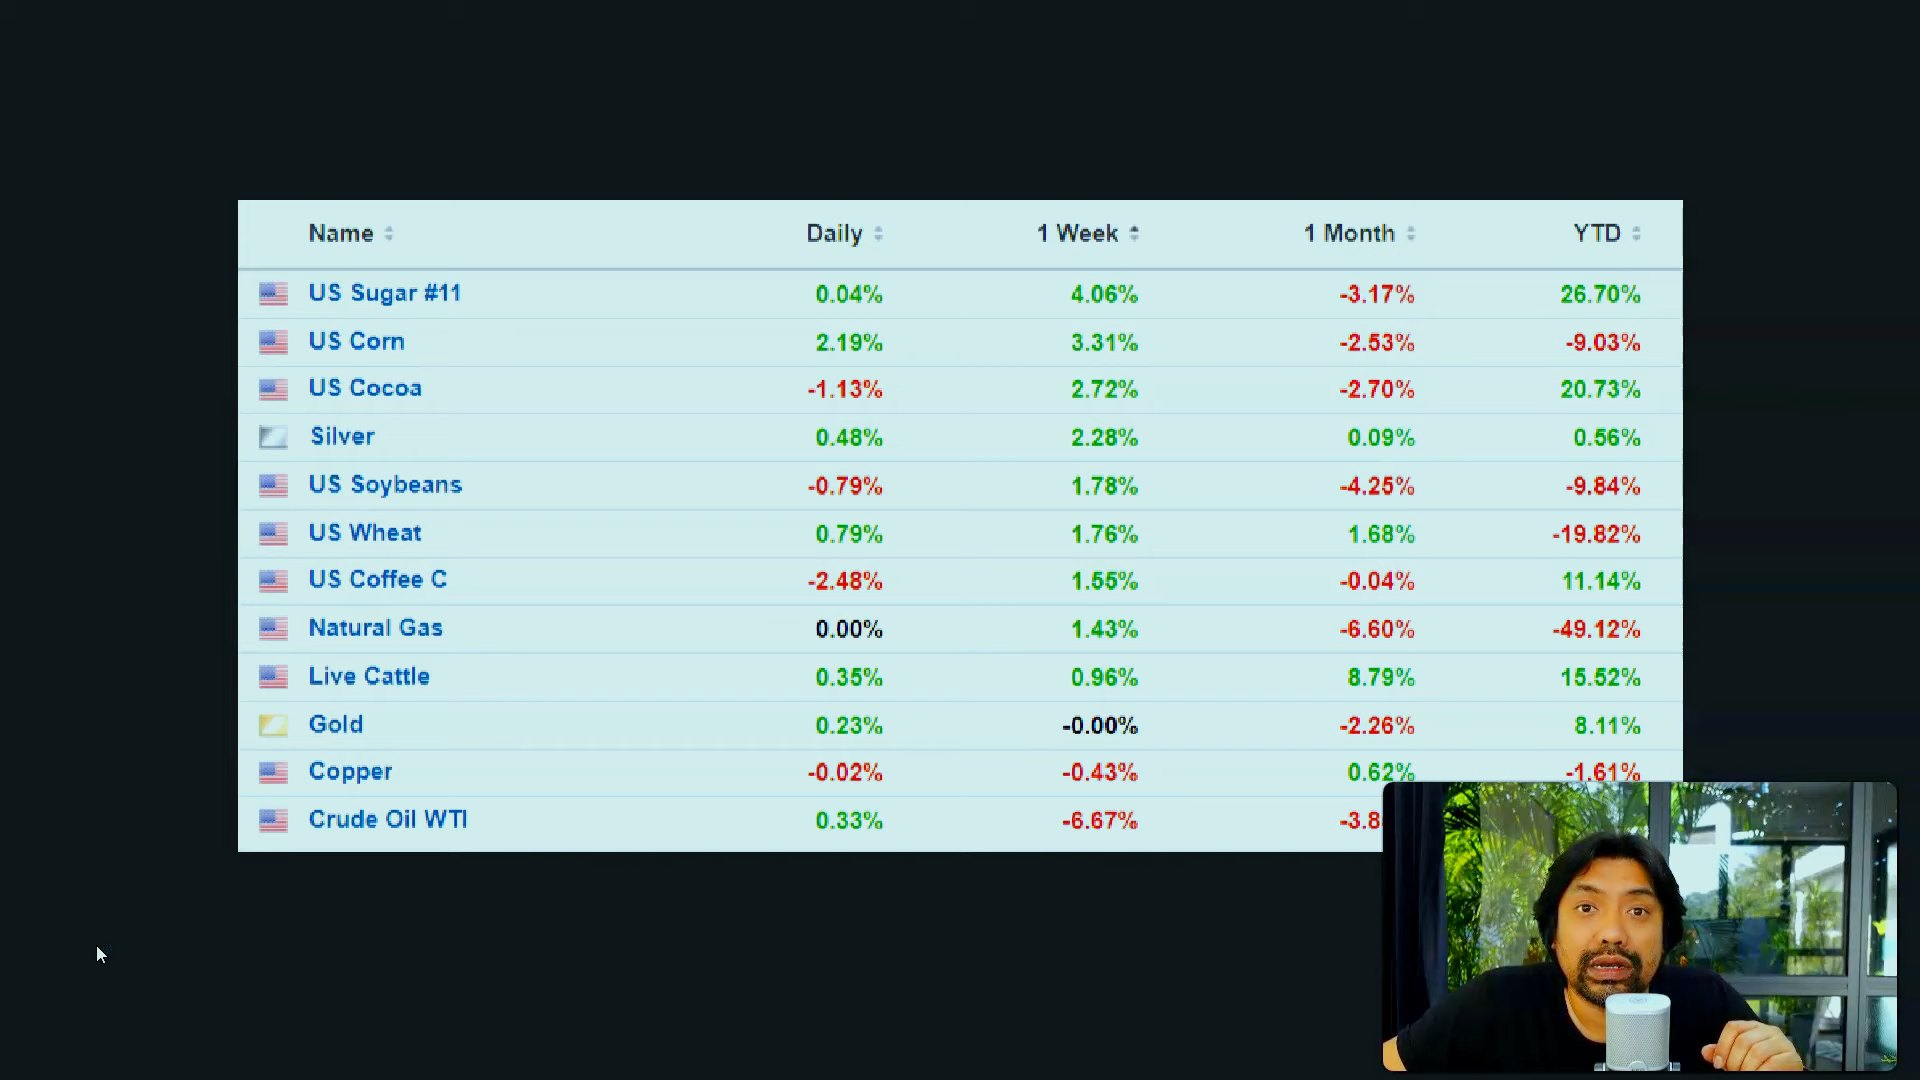 Name Daily 1 Week 1 Month YTD
US Sugar #11 0.04% 4.06% -3.17% 26.70%
US Corn 2.19% 3.31% -2.53% -9.03%
US Cocoa -1.13% 2.72% -2.70% 20.73%
Silver 0.48% 2.28% 0.09% 0.56%
US Soybeans -0.79% 1.78% -4.25% -9.84%
US Wheat 0.79% 1.76% 1.68% -19.82%
US Coffee C -2.48% 1.55% -0.04% 11.14%
Natural Gas 0.00% 1.43% -6.60% -49.12%
Live Cattle 0.35% 0.96% 8.79% 15.52%
Gold 0.23% -0.00% -2.26% 8.11%
Copper -0.02% -0.43% 0.62% -1.61%
Crude Oil WTI 0.33% -6.67% -3.8